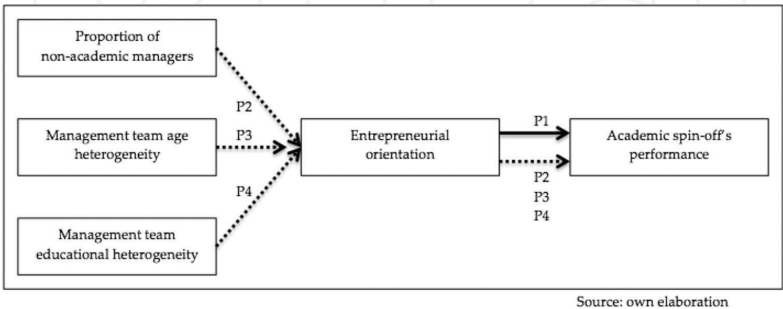 Proportion of
non-academic managers
P2
P3
Management team age
heterogeneity
P4
Management team
educational heterogeneity
Entrepreneurial
orientation
P1
P2
P3
P4
Academic spin-off's
performance
Source: own elaboration